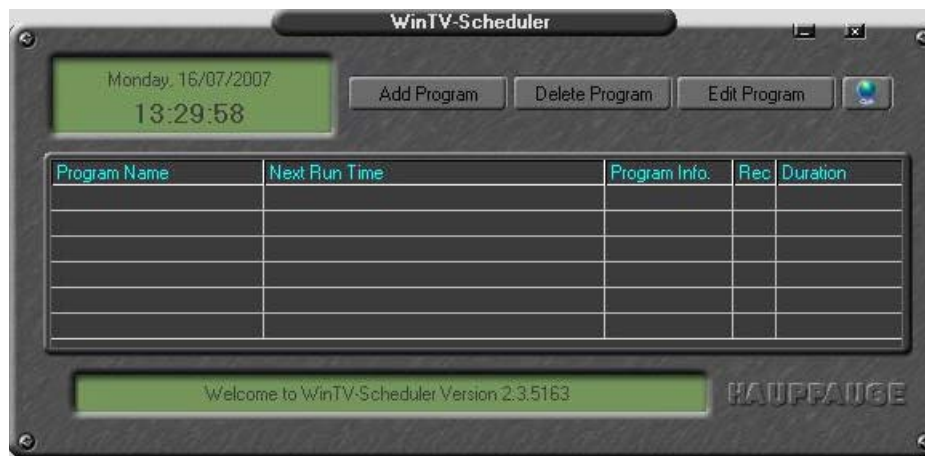 WinTV-Scheduler
Monday, 16/07/2007
13:29:58
Add Program Delete Program Edit Program
Program Name Next Run Time Program Info. Rec Duration
Welcome to WinTV-Scheduler Version 2.3.5163
HAUPPAUGE